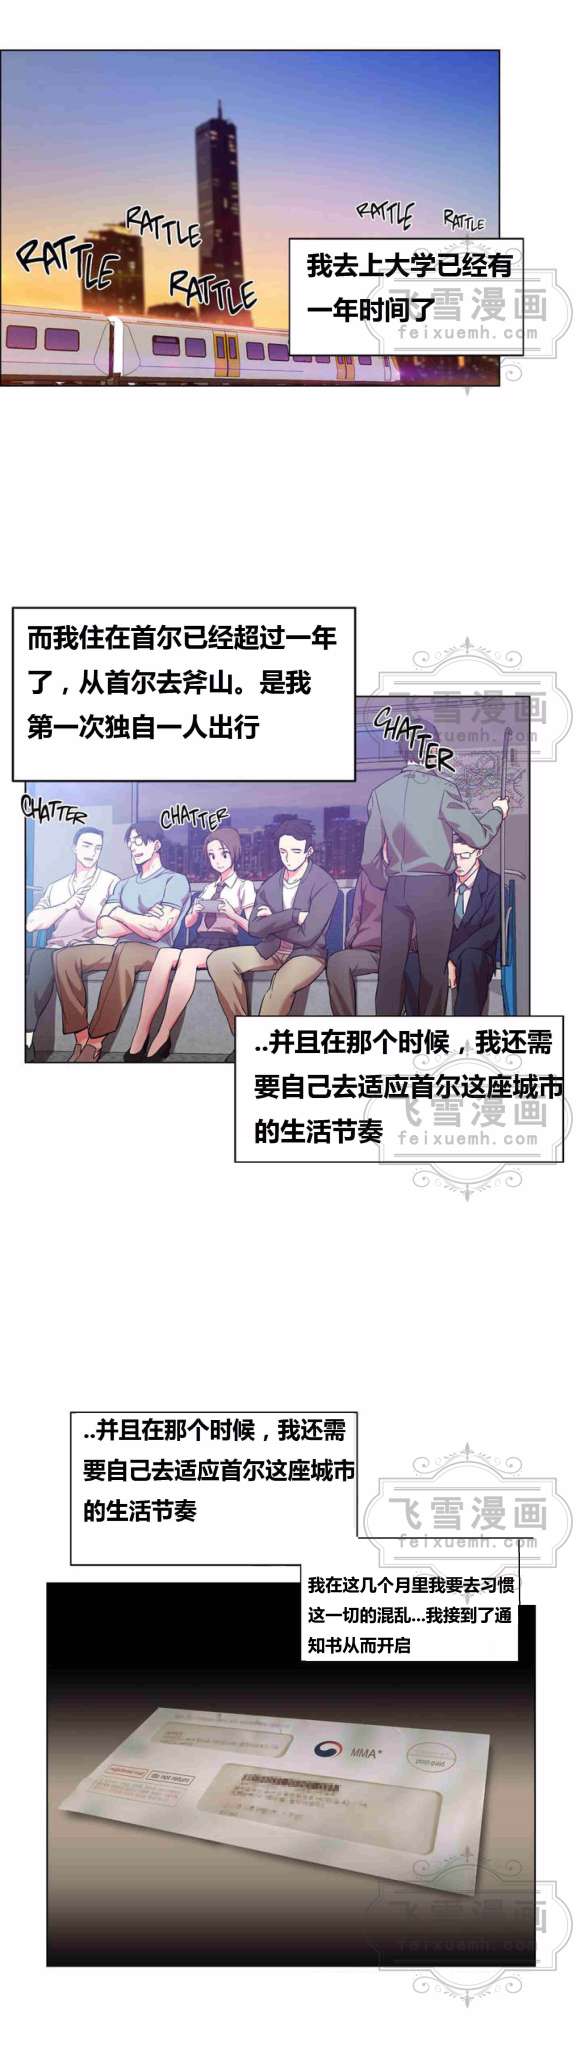 RATTLE
RATTLE
RATTLE
RATTLE
RATTLE
我去上大学已经有
一年时间了
飞雪漫画
feixuemh.com
而我住在首尔已经超过一年
了，从首尔去斧山。是我
第一次独自一人出行
飞雪漫画
feixuemh.com
CHATTER
CHATTER
CHATTER
CHATTER
..并且在那个时候，我还需
要自己去适应首尔这座城市
的生活节奏
飞雪漫画
feixuemh.com
..并且在那个时候，我还需
要自己去适应首尔这座城市
的生活节奏
飞雪漫画
feixuemh.com
我在这几个月里我要去习惯
这一切的混乱...我接到了通
知书从而开启
MMA*
post paid
registered mail
do not return
飞雪漫画
feixuemh.com